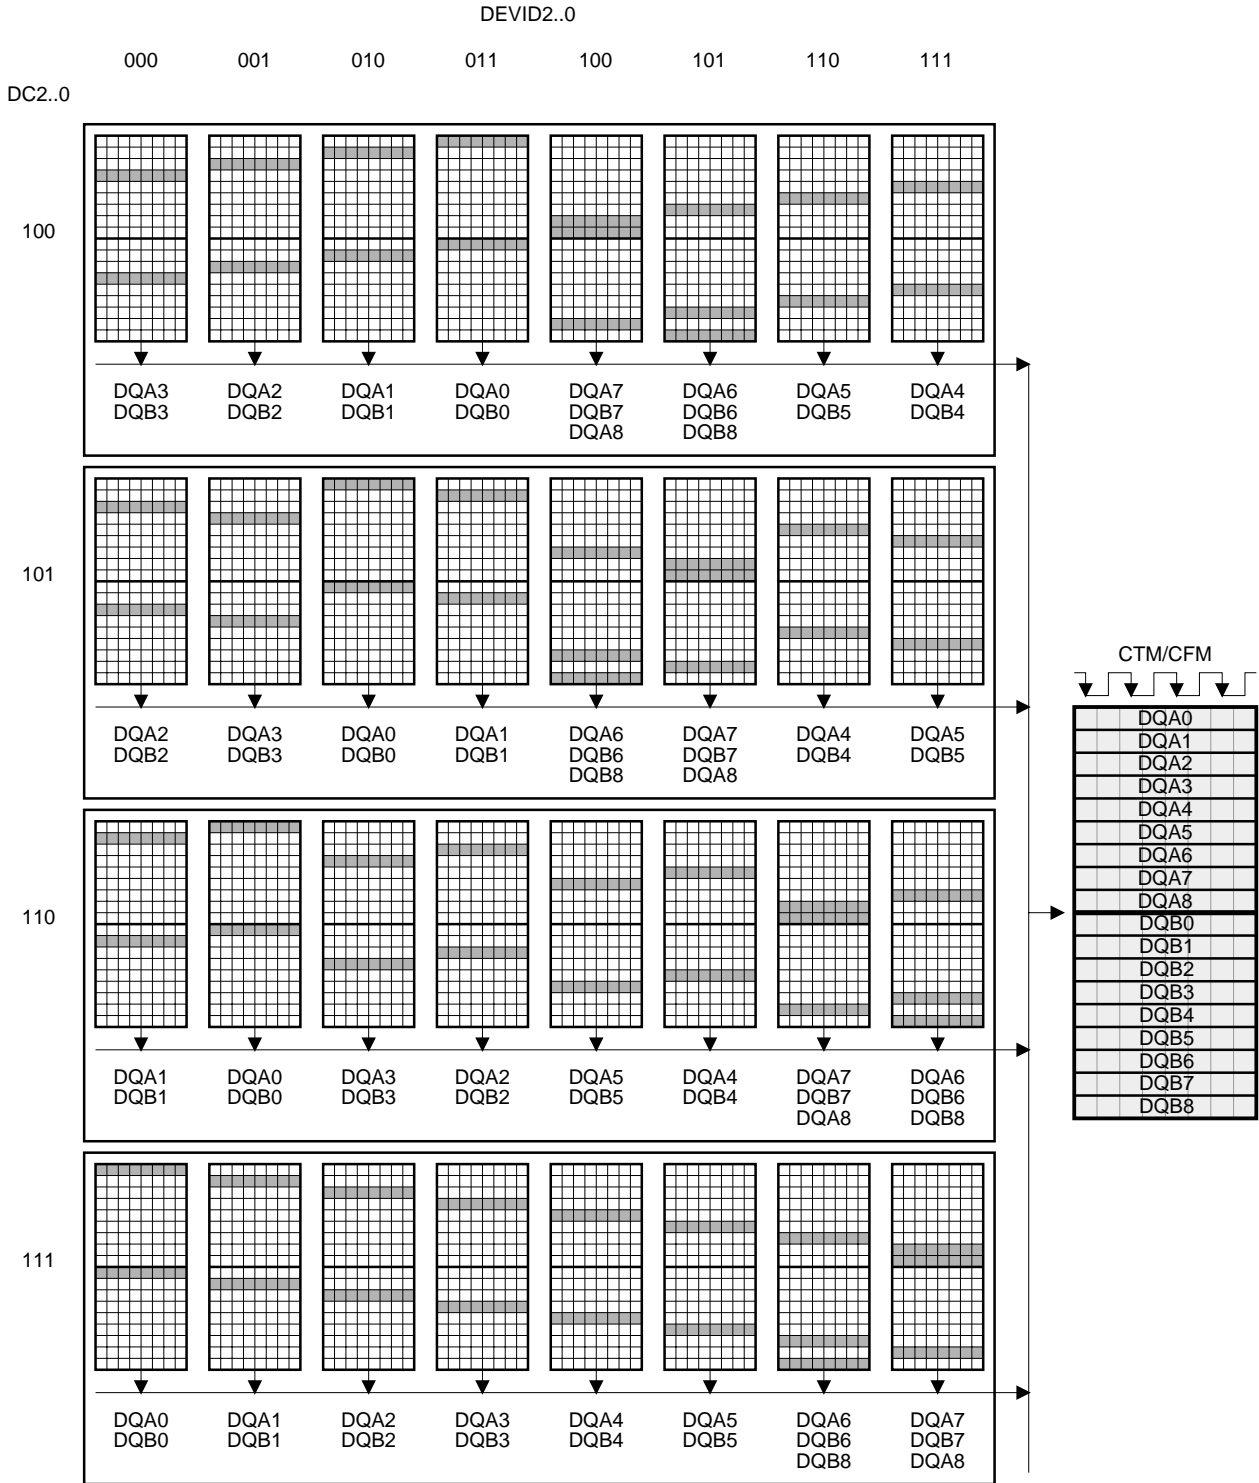 DEVID2..0
000 001 010 011 100 101 110 111
DC2..0
100
DQA3 DQA2 DQA1 DQA0 DQA7 DQA6 DQA5 DQA4
DQB3 DQB2 DQB1 DQB0 DQB7 DQB6 DQB5 DQB4
DQA8 DQB8
101
DQA2 DQA3 DQA0 DQA1 DQA6 DQA7 DQA4 DQA5
DQB2 DQB3 DQB0 DQB1 DQB6 DQB7 DQB4 DQB5
DQB8 DQA8
110
DQA1 DQA0 DQA3 DQA2 DQA5 DQA4 DQA7 DQA6
DQB1 DQB0 DQB3 DQB2 DQB5 DQB4 DQB7 DQB6
DQA8 DQB8
111
DQA0 DQA1 DQA2 DQA3 DQA4 DQA5 DQA6 DQA7
DQB0 DQB1 DQB2 DQB3 DQB4 DQB5 DQB6 DQB7
DQB8 DQA8
CTM/CFM
DQA0
DQA1
DQA2
DQA3
DQA4
DQA5
DQA6
DQA7
DQA8
DQB0
DQB1
DQB2
DQB3
DQB4
DQB5
DQB6
DQB7
DQB8